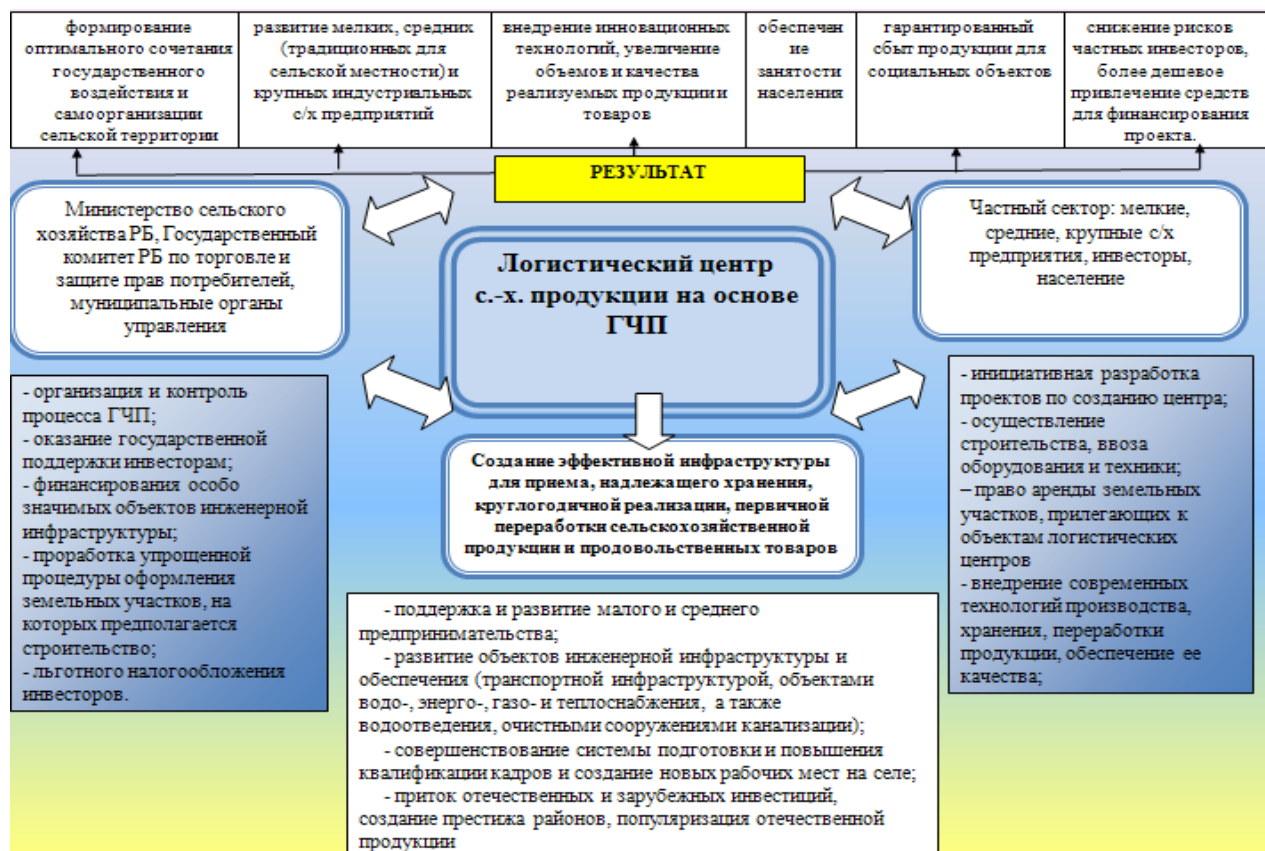 формирование
оптимального сочетания
государственного
воздействия и
самоорганизации
сельской территории
развитие мелких, средних
(традиционных для
сельской местности) и
крупных индустриальных
с/х предприятий
внедрение инновационных
технологий, увеличение
объемов и качества
реализуемых продукции и
товаров
обеспечен
ие
занятости
населения
гарантированный
сбыт продукции для
социальных объектов
снижение рисков
частных инвесторов,
более дешевое
привлечение средств
для финансирования
проекта.
РЕЗУЛЬТАТ
Министерство сельского
хозяйства РБ, Государственный
комитет РБ по торговле и
защите прав потребителей,
муниципальные органы
управления
Логистический центр
с.-х. продукции на основе
ГЧП
Частный сектор: мелкие,
средние, крупные с/х
предприятия, инвесторы,
население
- организация и контроль
процесса ГЧП;
- оказание государственной
поддержки инвесторам;
- финансирования особо
значимых объектов инженерной
инфраструктуры;
- проработка упрощенной
процедуры оформления
земельных участков, на
которых предполагается
строительство;
- льготного налогообложения
инвесторов.
Создание эффективной инфраструктуры
для приема, надлежащего хранения,
круглогодичной реализации, первичной
переработки сельскохозяйственной
продукции и продовольственных товаров
- инициативная разработка
проектов по созданию центра;
- осуществление
строительства, ввоза
оборудования и техники;
– право аренды земельных
участков, прилегающих к
объектам логистических
центров
- внедрение современных
технологий производства,
хранения, переработки
продукции, обеспечение ее
качества;
- поддержка и развитие малого и среднего
предпринимательства;
- развитие объектов инженерной инфраструктуры и
обеспечения (транспортной инфраструктурой, объектами
водо-, энерго-, газо- и теплоснабжения, а также
водоотведения, очистными сооружениями канализации);
- совершенствование системы подготовки и повышения
квалификации кадров и создание новых рабочих мест на селе;
- приток отечественных и зарубежных инвестиций,
создание престижа районов, популяризация отечественной
продукции